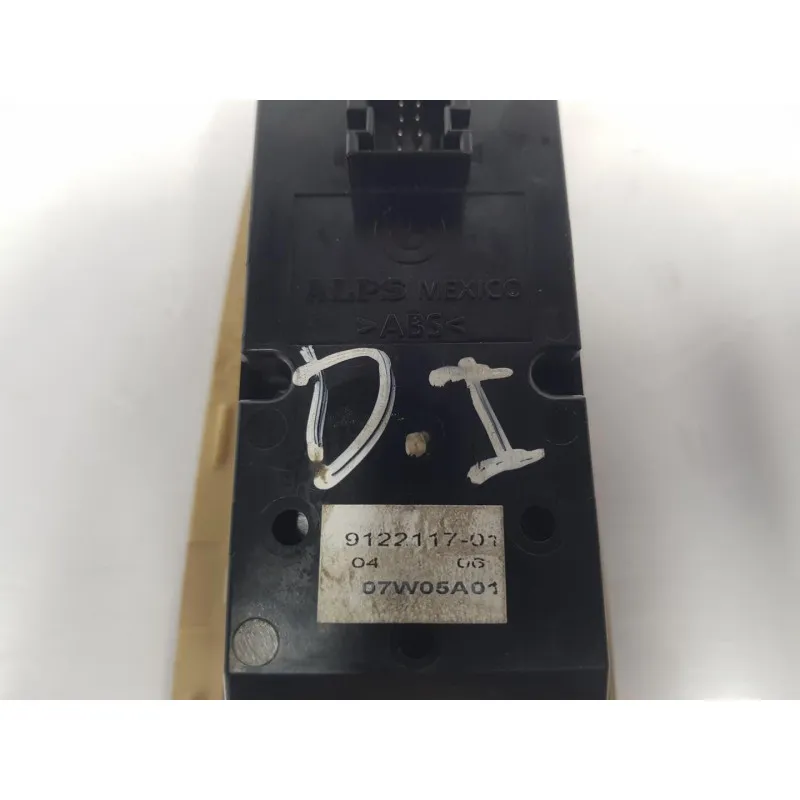 ALPS MEXICO
>ABS<
D.I
9122117-01
04 06
07W05A01